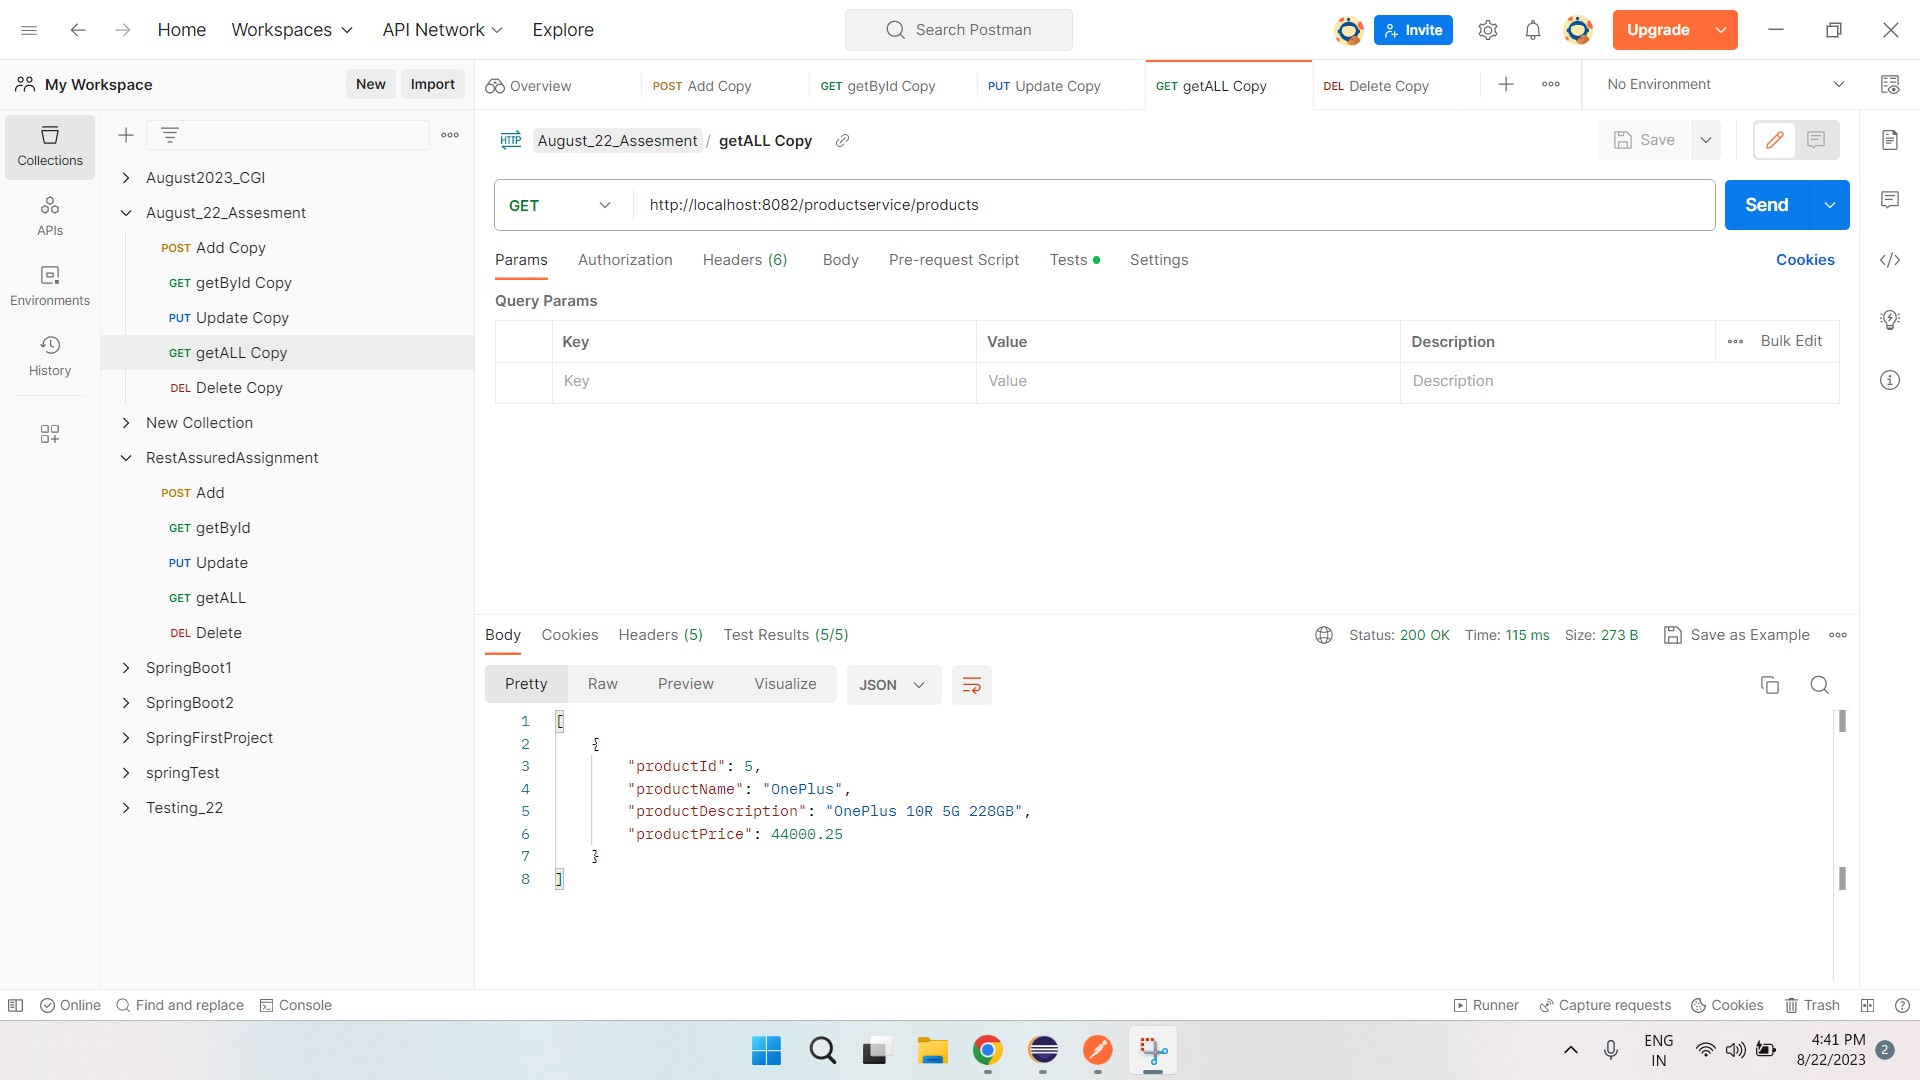 Home Workspaces API Network Explore Search Postman Invite Upgrade
My Workspace New Import Overview POST Add Copy GET getById Copy PUT Update Copy GET getALL Copy DEL Delete Copy No Environment
HTTP August_22_Assesment / getALL Copy Save
Collections
APIs
Environments
History
August2023_CGI
August_22_Assesment
POST Add Copy
GET getById Copy
PUT Update Copy
GET getALL Copy
DEL Delete Copy
New Collection
RestAssuredAssignment
POST Add
GET getById
PUT Update
GET getALL
DEL Delete
SpringBoot1
SpringBoot2
SpringFirstProject
springTest
Testing_22
GET http://localhost:8082/productservice/products Send
Params Authorization Headers (6) Body Pre-request Script Tests Settings Cookies
Query Params
Key Value Description Bulk Edit
Key Value Description
Body Cookies Headers (5) Test Results (5/5) Status: 200 OK Time: 115 ms Size: 273 B Save as Example
Pretty Raw Preview Visualize JSON
1 [
2 {
3 "productId": 5,
4 "productName": "OnePlus",
5 "productDescription": "OnePlus 10R 5G 228GB",
6 "productPrice": 44000.25
7 }
8 ]
Online Find and replace Console Runner Capture requests Cookies Trash
ENG
IN
4:41 PM
8/22/2023
2